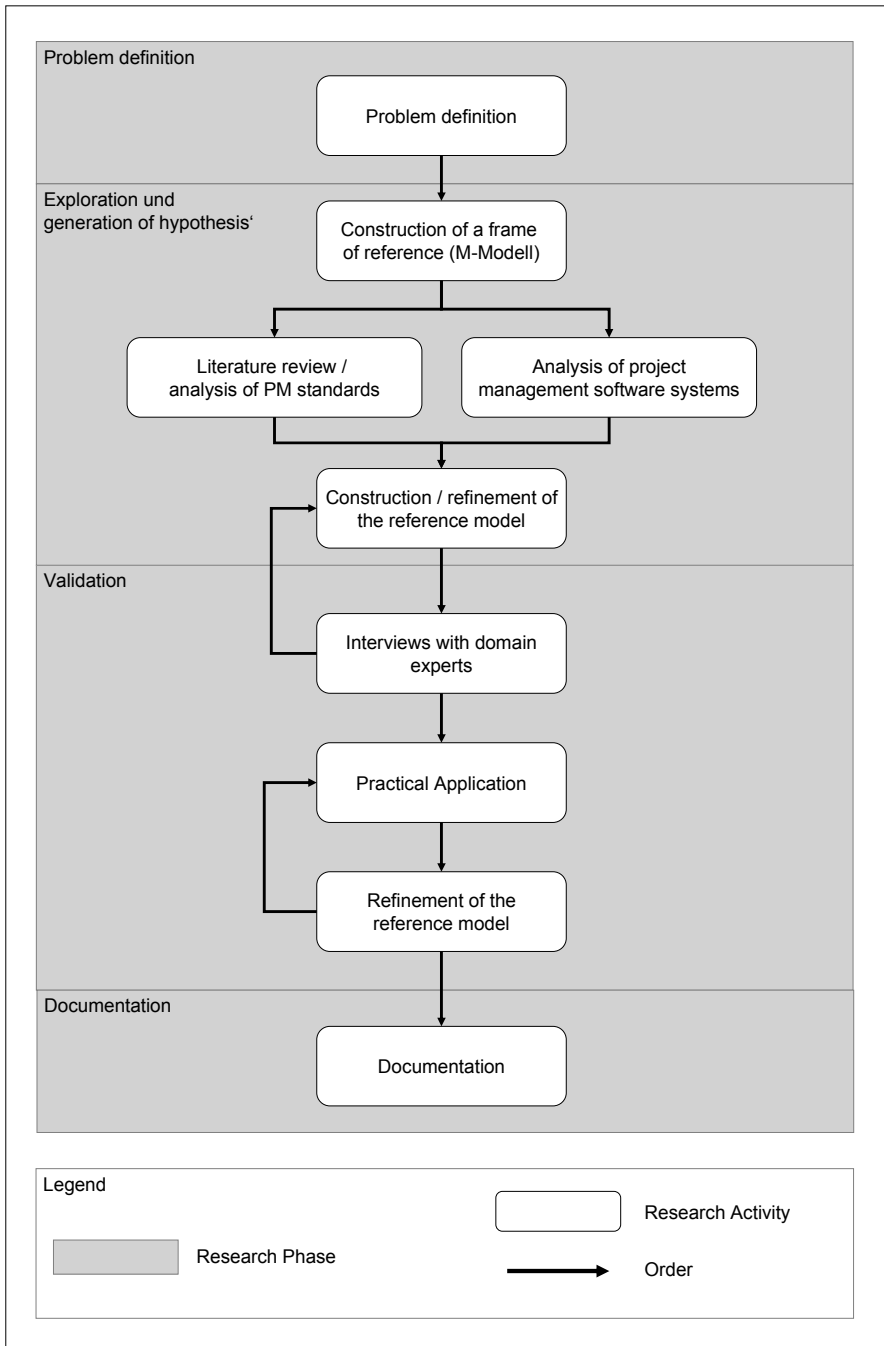 Problem definition
Problem definition
Exploration und
generation of hypothesis‘
Construction of a frame
of reference (M-Modell)
Literature review /
analysis of PM standards
Analysis of project
management software systems
Construction / refinement of
the reference model
Validation
Interviews with domain
experts
Practical Application
Refinement of the
reference model
Documentation
Documentation
Legend
Research Phase
Research Activity
Order